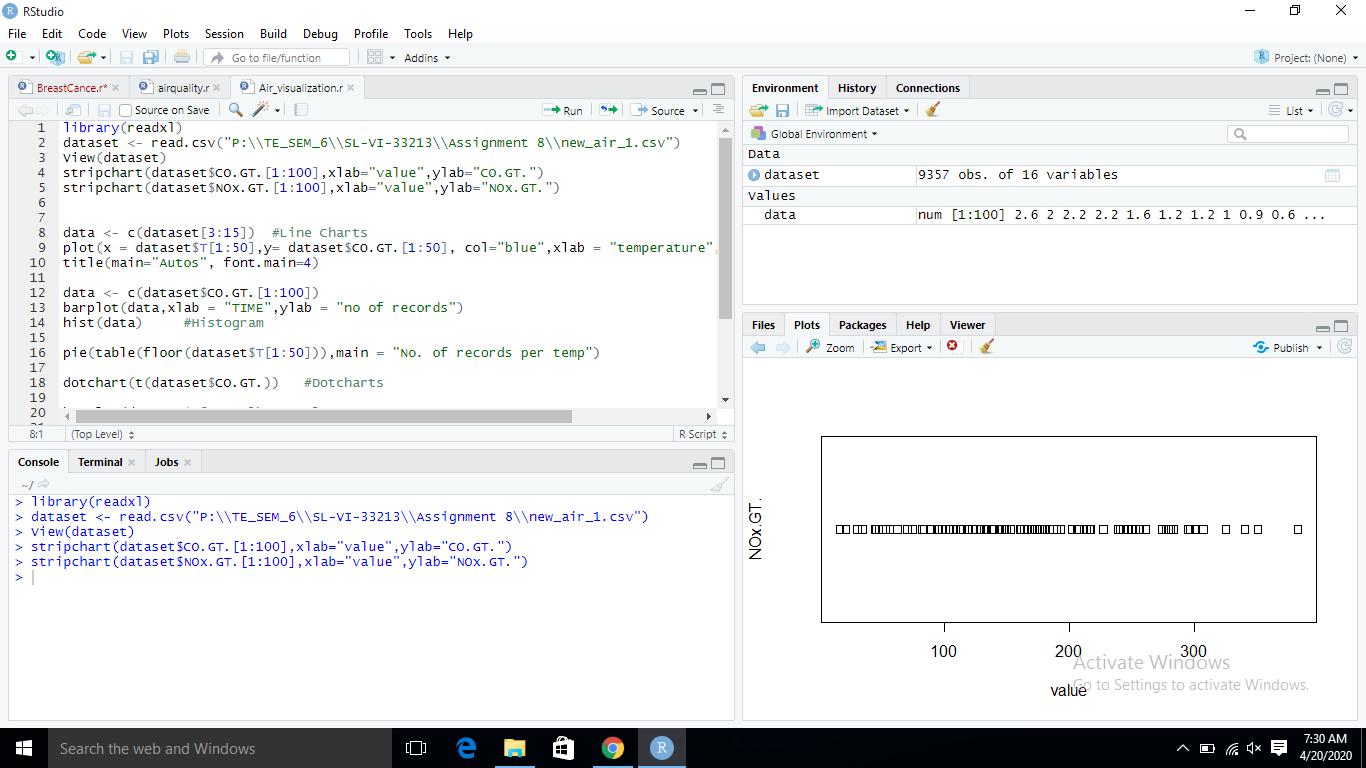 RStudio
File Edit Code View Plots Session Build Debug Profile Tools Help
Go to file/function Addins Project: (None)
BreastCance.r* airquality.r Air_visualization.r
Source on Save Run Source
1 library(readxl)
2 dataset <- read.csv("P:\\TE_SEM_6\\SL-VI-33213\\Assignment 8\\new_air_1.csv")
3 View(dataset)
4 stripchart(dataset$CO.GT.[1:100],xlab="value",ylab="CO.GT.")
5 stripchart(dataset$NOx.GT.[1:100],xlab="value",ylab="NOx.GT.")
6
7
8 data <- c(dataset[3:15]) #Line Charts
9 plot(x = dataset$T[1:50],y= dataset$CO.GT.[1:50], col="blue",xlab = "temperature",
10 title(main="Autos", font.main=4)
11
12 data <- c(dataset$CO.GT.[1:100])
13 barplot(data,xlab = "TIME",ylab = "no of records")
14 hist(data) #Histogram
15
16 pie(table(floor(dataset$T[1:50])),main = "No. of records per temp")
17
18 dotchart(t(dataset$CO.GT.)) #Dotcharts
19
20
8:1 (Top Level) R Script
Console Terminal Jobs
~/
> library(readxl)
> dataset <- read.csv("P:\\TE_SEM_6\\SL-VI-33213\\Assignment 8\\new_air_1.csv")
> View(dataset)
> stripchart(dataset$CO.GT.[1:100],xlab="value",ylab="CO.GT.")
> stripchart(dataset$NOx.GT.[1:100],xlab="value",ylab="NOx.GT.")
>
Environment History Connections
Import Dataset List
Global Environment
Data
dataset 9357 obs. of 16 variables
Values
data num [1:100] 2.6 2 2.2 2.2 1.6 1.2 1.2 1 0.9 0.6 ...
Files Plots Packages Help Viewer
Zoom Export Publish
NOx.GT.
100 200 300
value
Activate Windows
Go to Settings to activate Windows.
Search the web and Windows
7:30 AM
4/20/2020